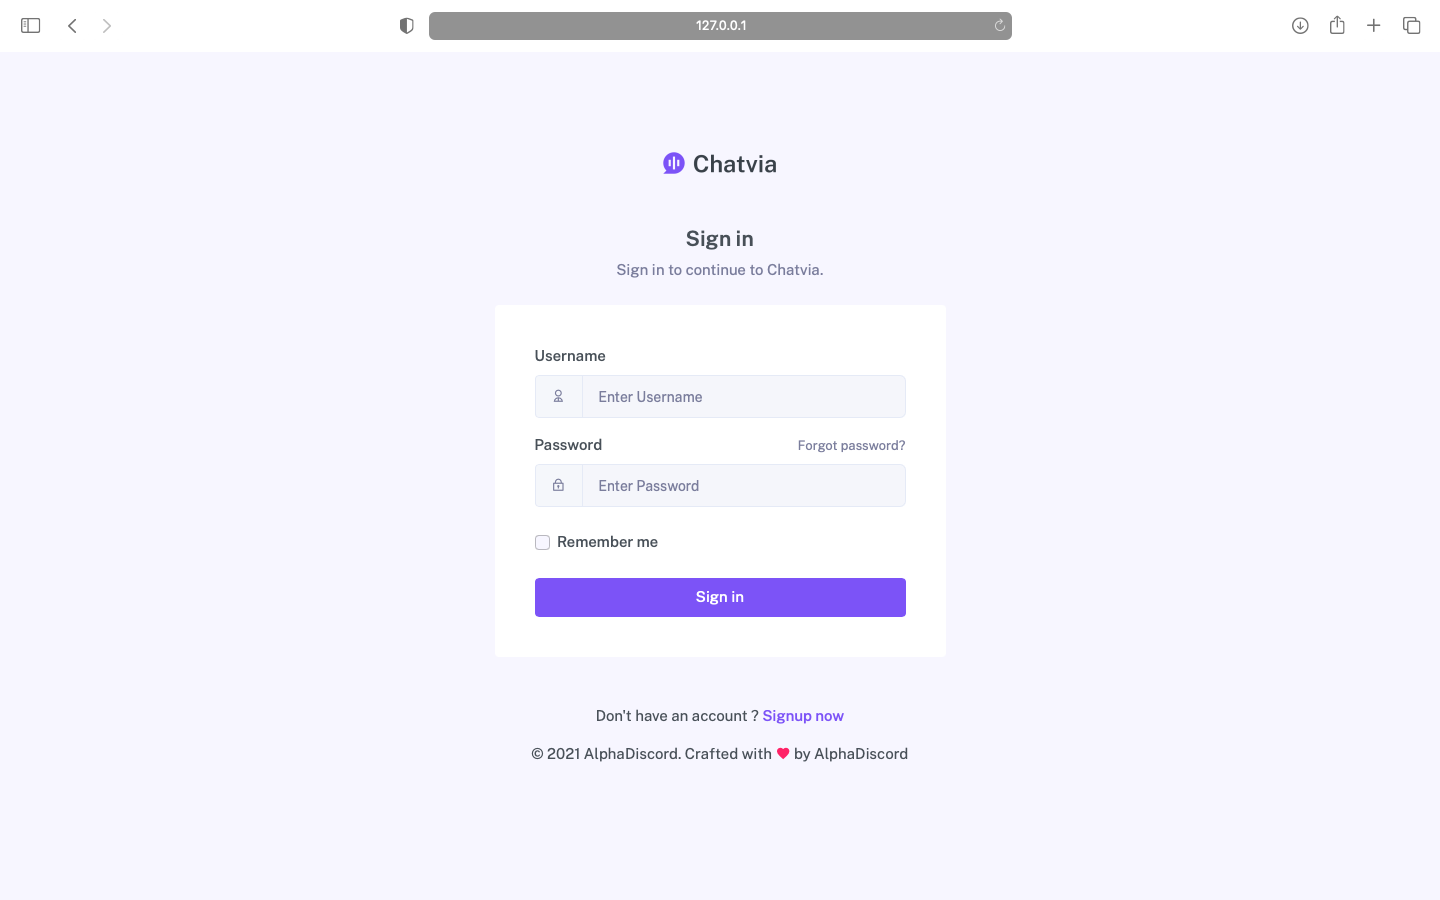 127.0.0.1
Chatvia
Sign in
Sign in to continue to Chatvia.
Username
Enter Username
Password Forgot password?
Enter Password
Remember me
Sign in
Don't have an account ? Signup now
© 2021 AlphaDiscord. Crafted with ❤ by AlphaDiscord